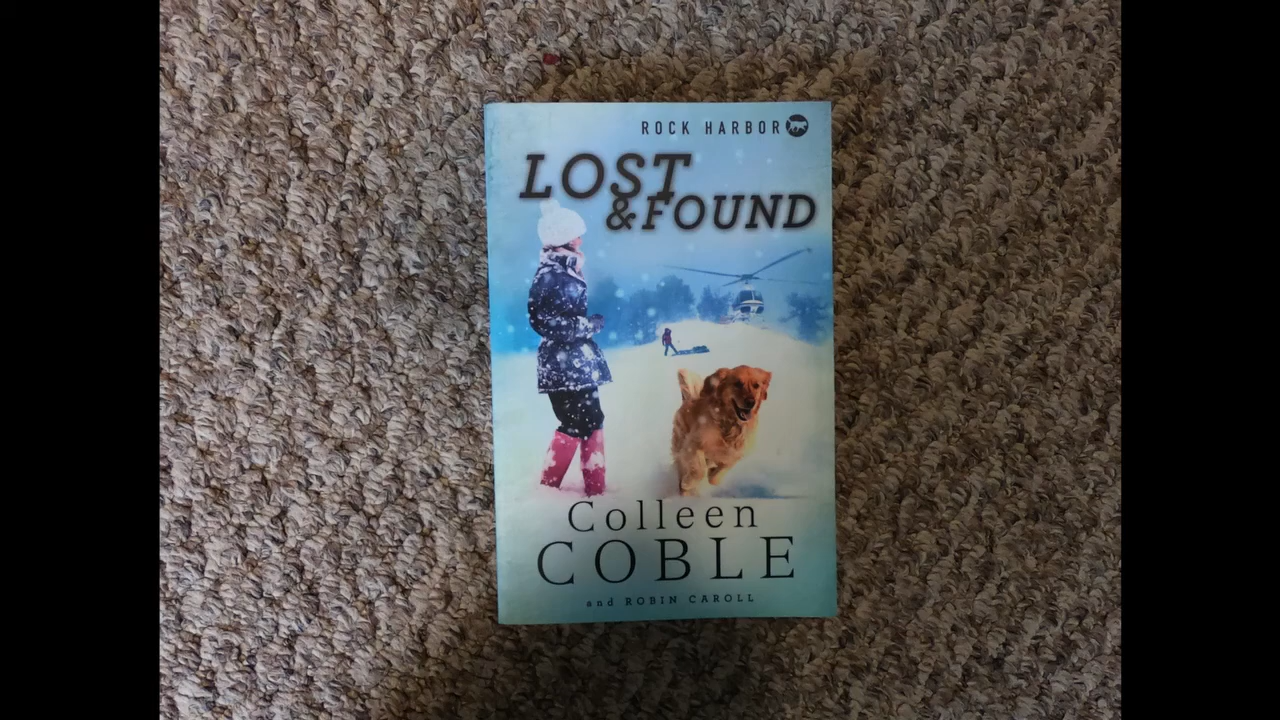 ROCK HARBOR
LOST
& FOUND
Colleen
COBLE
and ROBIN CAROLL